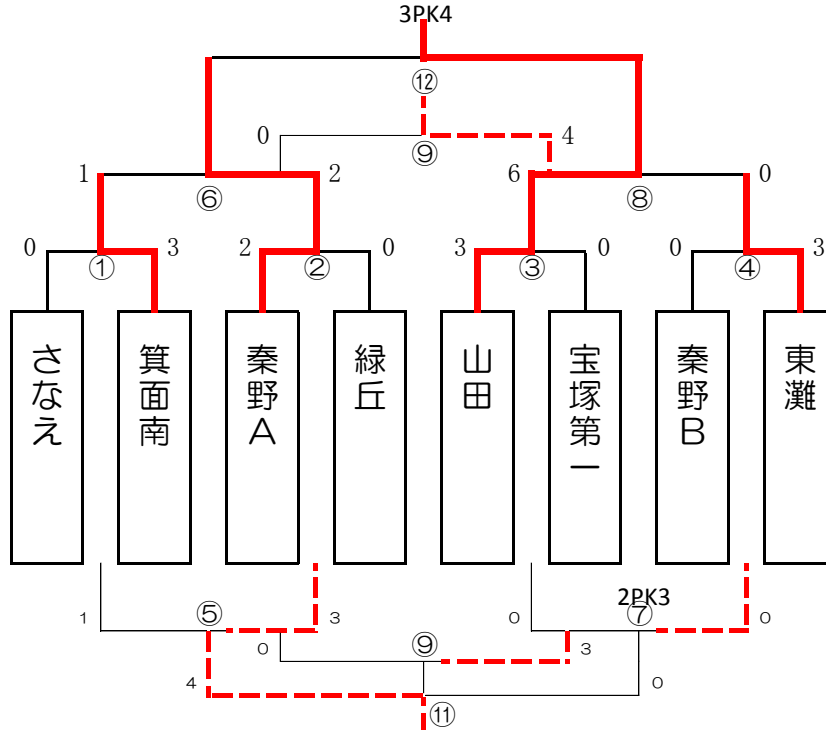 3PK4
⑫
0 ⑨ 4
1 ⑥ 2 6 ⑧ 0
0 ① 3 2 ② 0 3 ③ 0 0 ④ 3
さなえ
箕面南
秦野A
緑丘
山田
宝塚第一
秦野B
東灘
2PK3
1 ⑤ 3 0 ⑦ 0
0 ⑨ 3
4 0
⑪